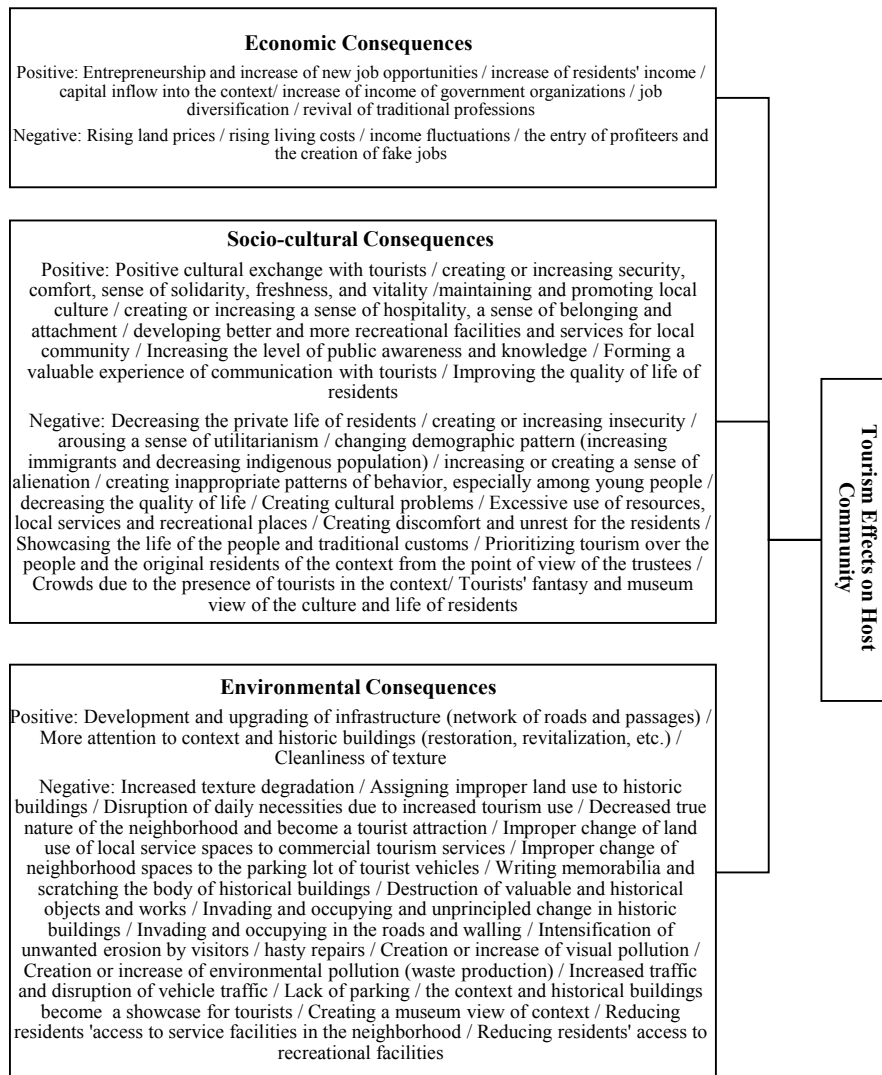 Economic Consequences
Positive: Entrepreneurship and increase of new job opportunities / increase of residents' income /
capital inflow into the context/ increase of income of government organizations / job
diversification / revival of traditional professions
Negative: Rising land prices / rising living costs / income fluctuations / the entry of profiteers and
the creation of fake jobs
Socio-cultural Consequences
Positive: Positive cultural exchange with tourists / creating or increasing security,
comfort, sense of solidarity, freshness, and vitality /maintaining and promoting local
culture / creating or increasing a sense of hospitality, a sense of belonging and
attachment / developing better and more recreational facilities and services for local
community / Increasing the level of public awareness and knowledge / Forming a
valuable experience of communication with tourists / Improving the quality of life of
residents
Negative: Decreasing the private life of residents / creating or increasing insecurity /
arousing a sense of utilitarianism / changing demographic pattern (increasing
immigrants and decreasing indigenous population) / increasing or creating a sense of
alienation / creating inappropriate patterns of behavior, especially among young people /
decreasing the quality of life / Creating cultural problems / Excessive use of resources,
local services and recreational places / Creating discomfort and unrest for the residents /
Showcasing the life of the people and traditional customs / Prioritizing tourism over the
people and the original residents of the context from the point of view of the trustees /
Crowds due to the presence of tourists in the context/ Tourists' fantasy and museum
view of the culture and life of residents
Environmental Consequences
Positive: Development and upgrading of infrastructure (network of roads and passages) /
More attention to context and historic buildings (restoration, revitalization, etc.) /
Cleanliness of texture
Negative: Increased texture degradation / Assigning improper land use to historic
buildings / Disruption of daily necessities due to increased tourism use / Decreased true
nature of the neighborhood and become a tourist attraction / Improper change of land
use of local service spaces to commercial tourism services / Improper change of
neighborhood spaces to the parking lot of tourist vehicles / Writing memorabilia and
scratching the body of historical buildings / Destruction of valuable and historical
objects and works / Invading and occupying and unprincipled change in historic
buildings / Invading and occupying in the roads and walling / Intensification of
unwanted erosion by visitors / hasty repairs / Creation or increase of visual pollution /
Creation or increase of environmental pollution (waste production) / Increased traffic
and disruption of vehicle traffic / Lack of parking / the context and historical buildings
become a showcase for tourists / Creating a museum view of context / Reducing
residents 'access to service facilities in the neighborhood / Reducing residents' access to
recreational facilities
Tourism Effects on Host
Community